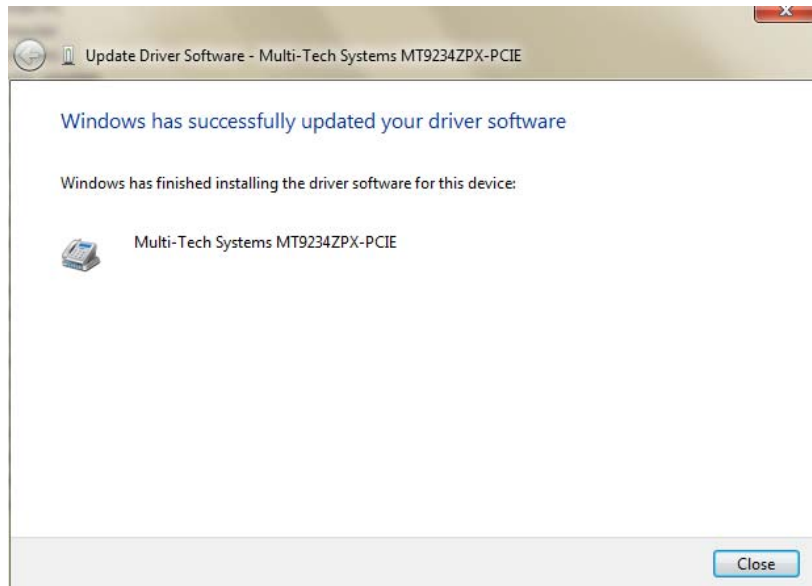 Update Driver Software - Multi-Tech Systems MT9234ZPX-PCIE
Windows has successfully updated your driver software
Windows has finished installing the driver software for this device:
Multi-Tech Systems MT9234ZPX-PCIE
Close